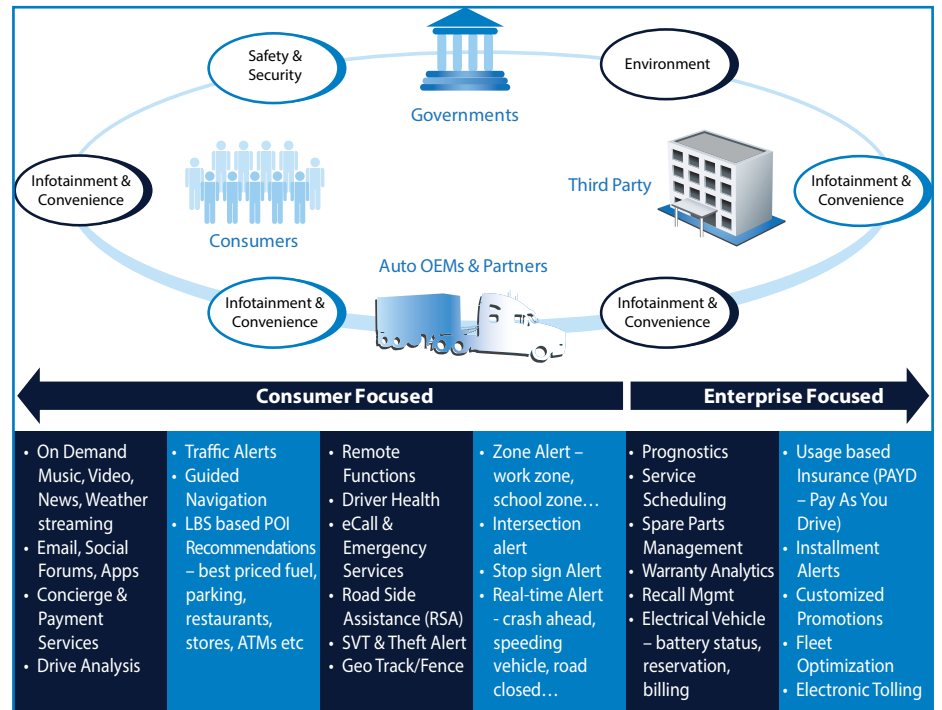 Safety &
Security
Environment
Governments
Infotainment &
Convenience
Third Party
Infotainment &
Convenience
Consumers
Auto OEMs & Partners
Infotainment &
Convenience
Infotainment &
Convenience
Consumer Focused
Enterprise Focused
• On Demand
Music, Video,
News, Weather
streaming
• Email, Social
Forums, Apps
• Concierge &
Payment
Services
• Drive Analysis
• Traffic Alerts
• Guided
Navigation
• LBS based POI
Recommendations
– best priced fuel,
parking,
restaurants,
stores, ATMs etc
• Remote
Functions
• Driver Health
• eCall &
Emergency
Services
• Road Side
Assistance (RSA)
• SVT & Theft Alert
• Geo Track/Fence
• Zone Alert –
work zone,
school zone…
• Intersection
alert
• Stop sign Alert
• Real-time Alert
- crash ahead,
speeding
vehicle, road
closed…
• Prognostics
• Service
Scheduling
• Spare Parts
Management
• Warranty Analytics
• Recall Mgmt
• Electrical Vehicle
– battery status,
reservation,
billing
• Usage based
Insurance (PAYD
– Pay As You
Drive)
• Installment
Alerts
• Customized
Promotions
• Fleet
Optimization
• Electronic Tolling